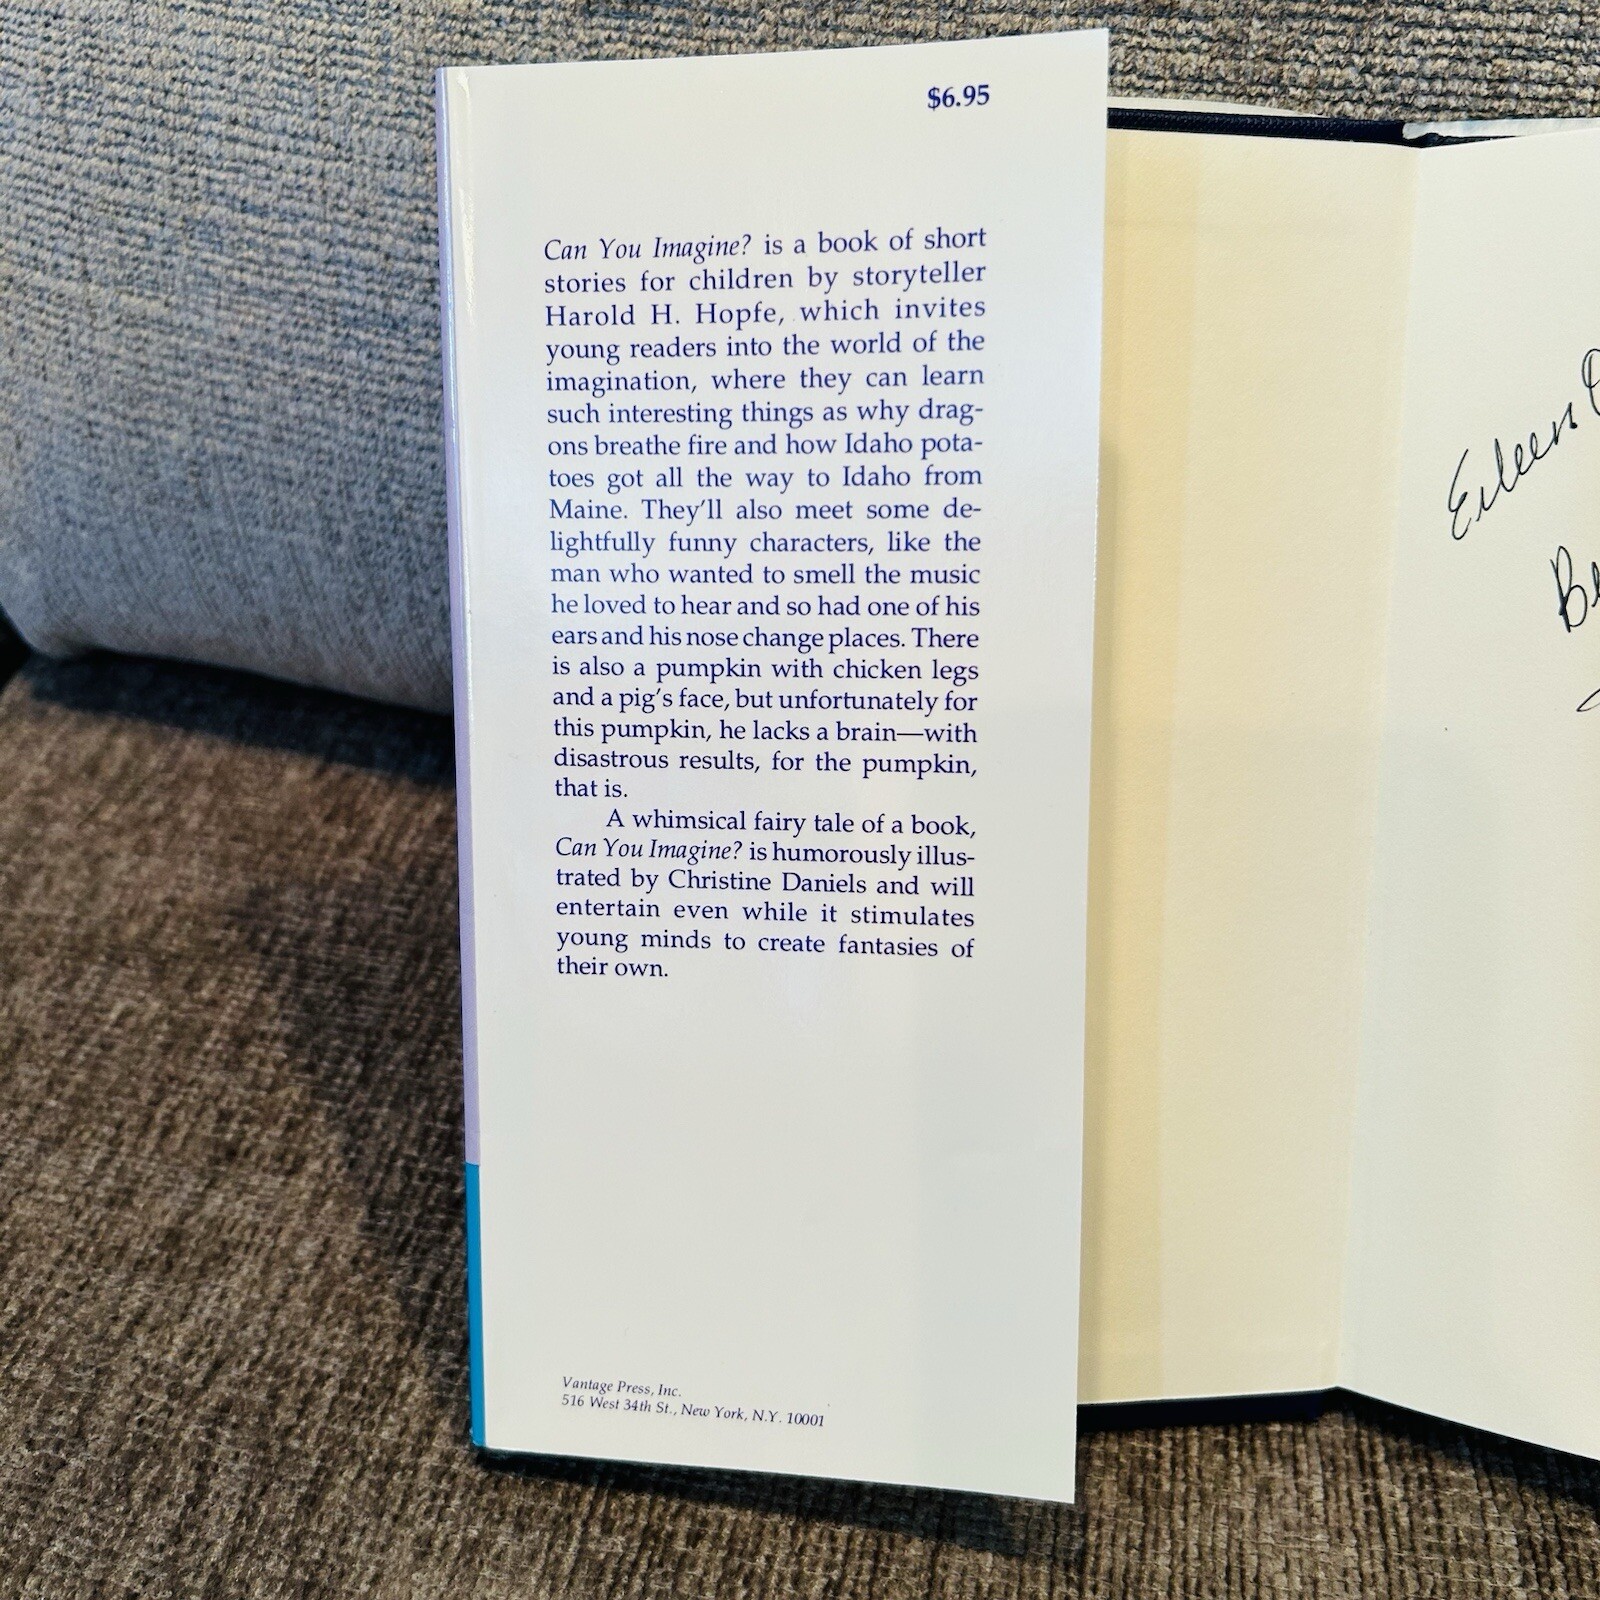 $6.95
Can You Imagine? is a book of short
stories for children by storyteller
Harold H. Hopfe, which invites
young readers into the world of the
imagination, where they can learn
such interesting things as why drag-
ons breathe fire and how Idaho pota-
toes got all the way to Idaho from
Maine. They'll also meet some de-
lightfully funny characters, like the
man who wanted to smell the music
he loved to hear and so had one of his
ears and his nose change places. There
is also a pumpkin with chicken legs
and a pig's face, but unfortunately for
this pumpkin, he lacks a brain—with
disastrous results, for the pumpkin,
that is.
A whimsical fairy tale of a book,
Can You Imagine? is humorously illus-
trated by Christine Daniels and will
entertain even while it stimulates
young minds to create fantasies of
their own.
Vantage Press, Inc.
516 West 34th St., New York, N.Y. 10001
Eileen